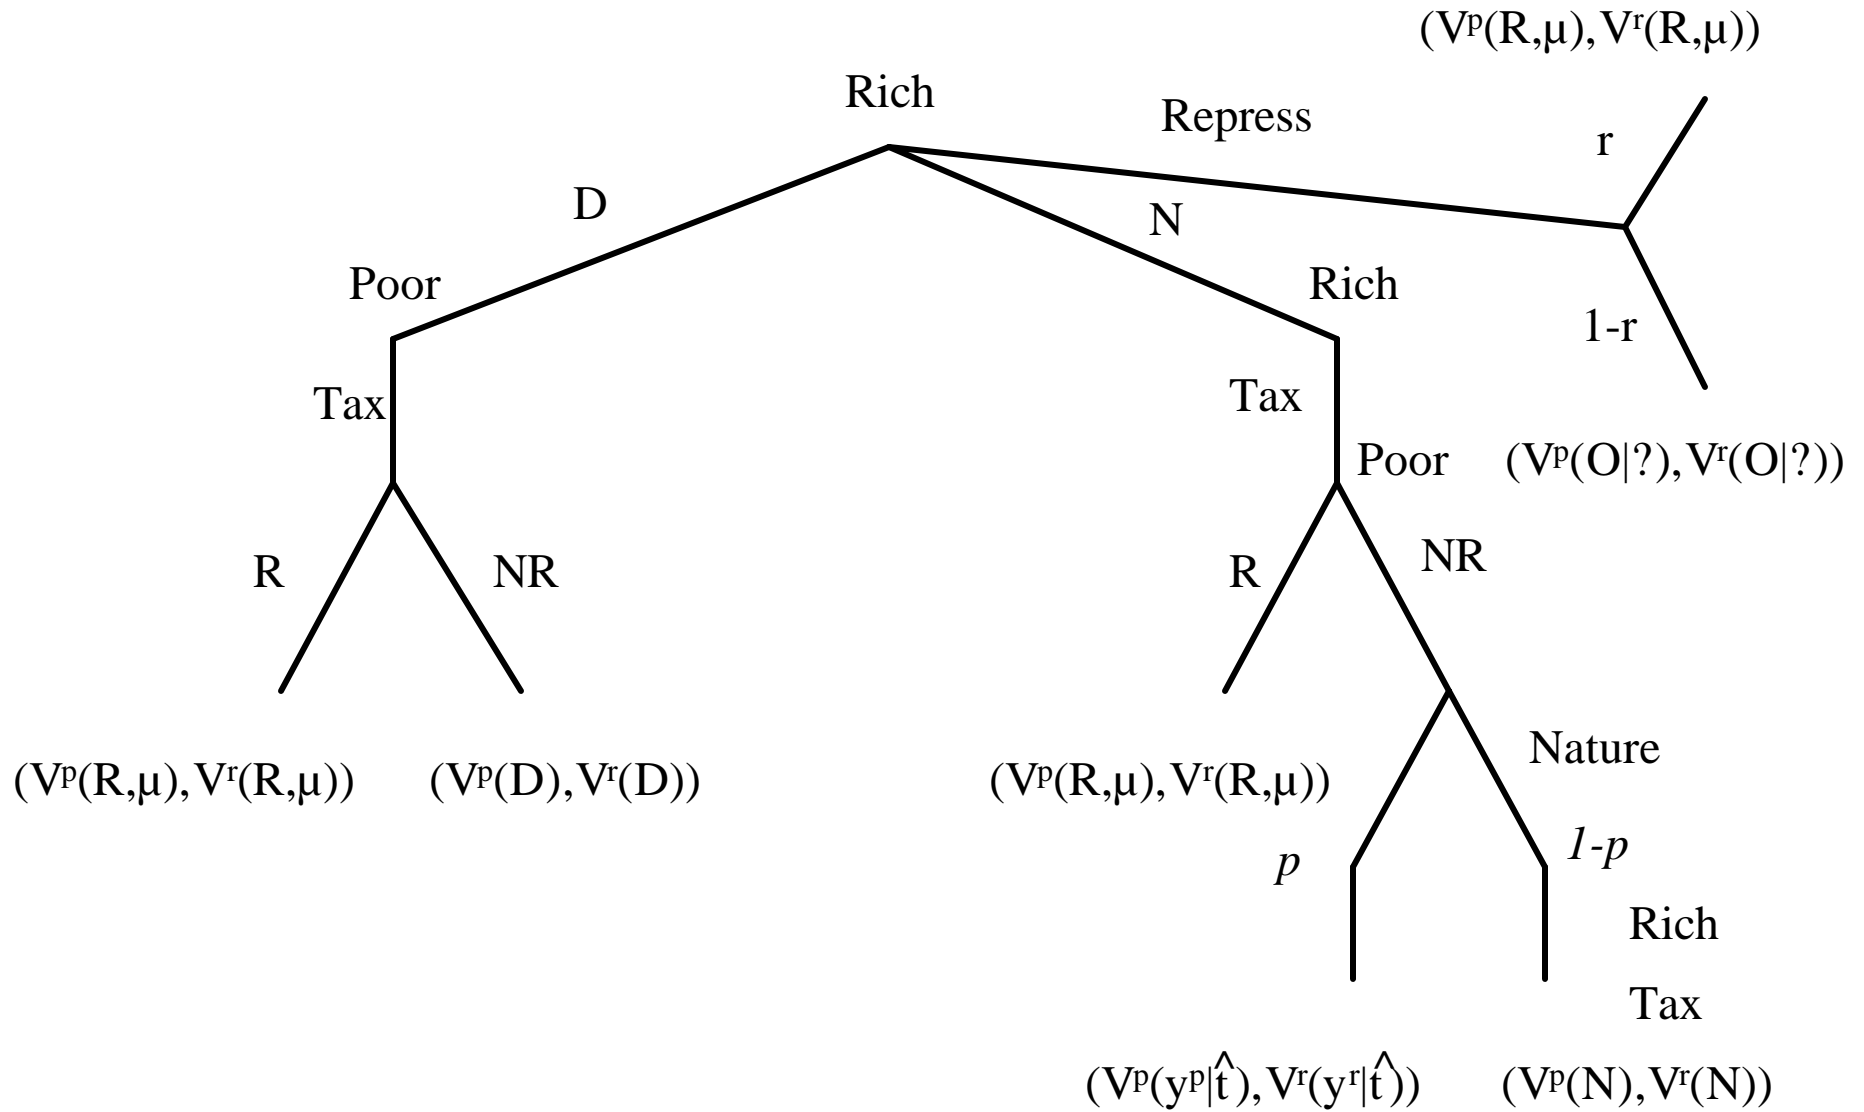 (Vᵖ(R,μ),Vʳ(R,μ))
Rich
Repress
r
D
N
Poor
Rich
1-r
Tax
Tax
Poor
(Vᵖ(O|?),Vʳ(O|?))
R
NR
R
NR
Nature
(Vᵖ(R,μ),Vʳ(R,μ))
(Vᵖ(D),Vʳ(D))
(Vᵖ(R,μ),Vʳ(R,μ))
p
1-p
Rich
Tax
(Vᵖ(yᵖ|t̂),Vʳ(yʳ|t̂))
(Vᵖ(N),Vʳ(N))